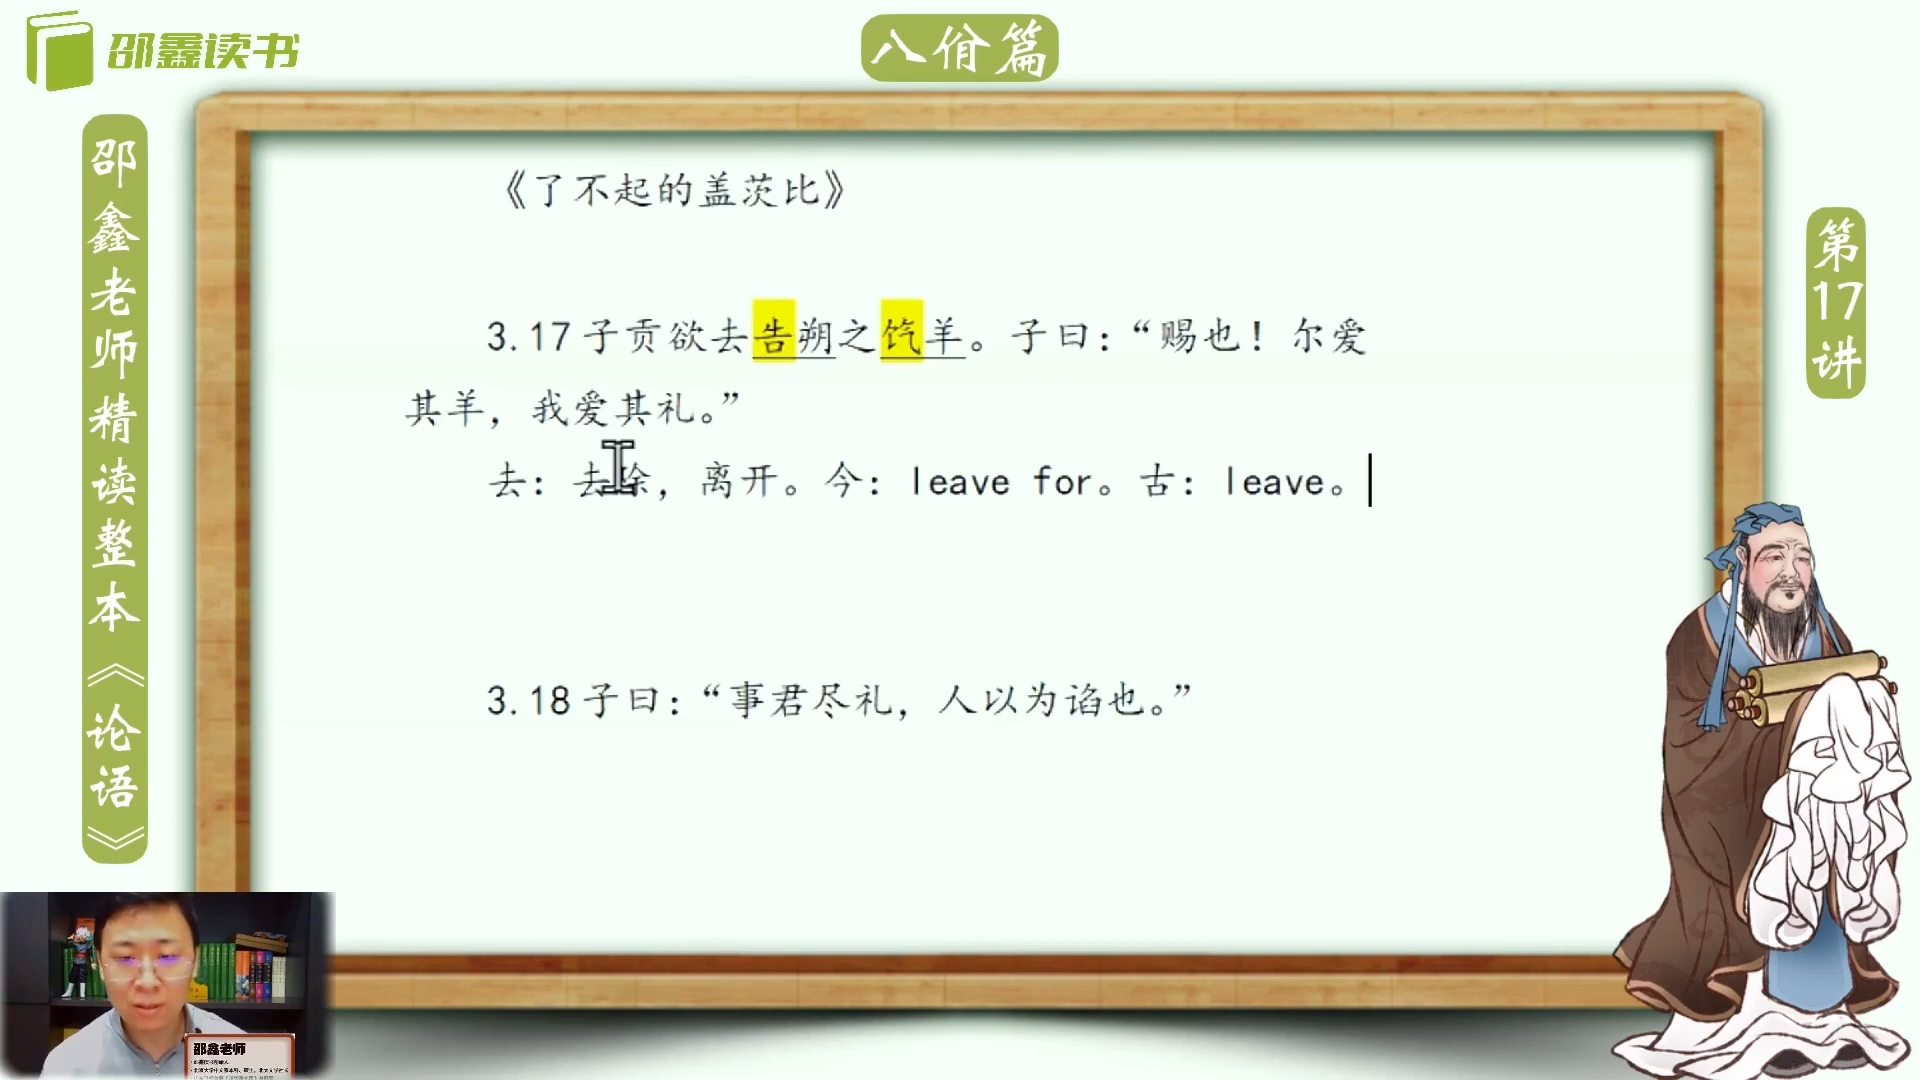 邵鑫读书
八佾篇
邵鑫老师精读整本《论语》
《了不起的盖茨比》
3.17 子贡欲去告朔之饩羊。子曰：“赐也！尔爱
其羊，我爱其礼。”
去：去除，离开。今：leave for。古：leave。
3.18 子曰：“事君尽礼，人以为谄也。”
第17讲
邵鑫老师